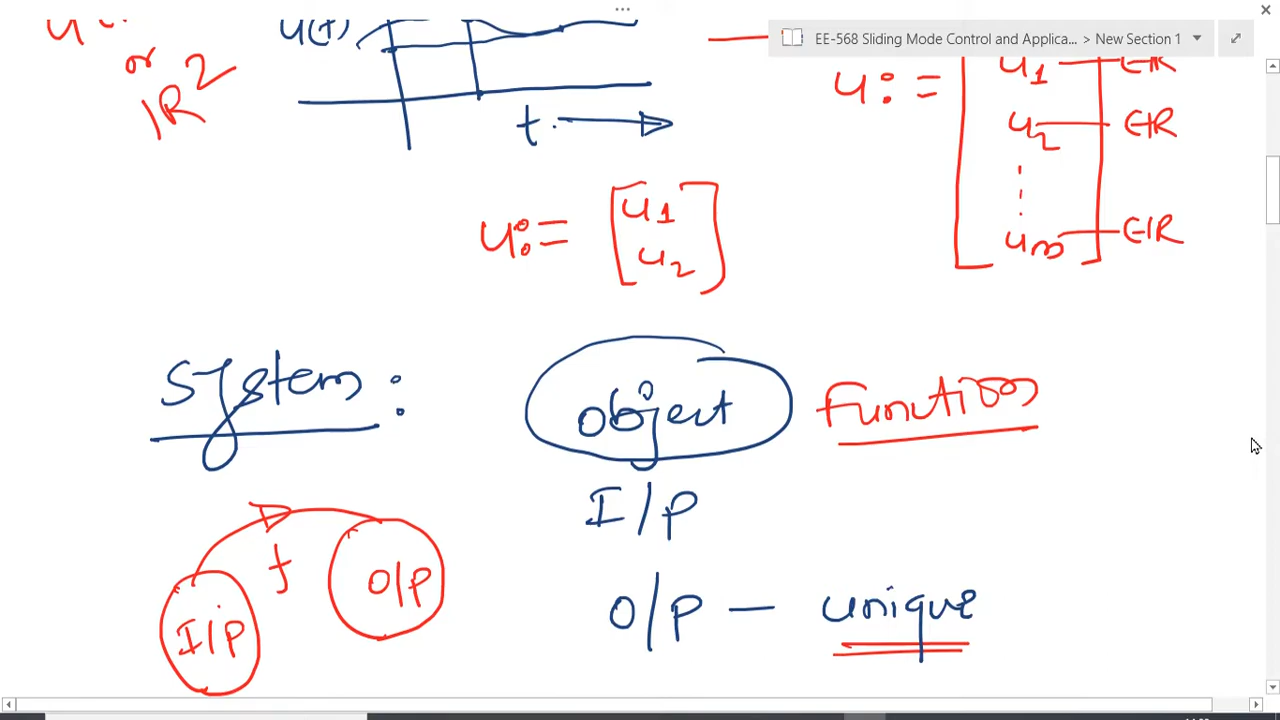 EE-568 Sliding Mode Control and Applica... > New Section 1
u(t)
or
IR²
t
u := [u1
u2
⋮
um]
∈IR
∈IR
∈IR
u := [u1
u2]
System:
object
Function
I/P
O/P — unique
I/P
f
O/P